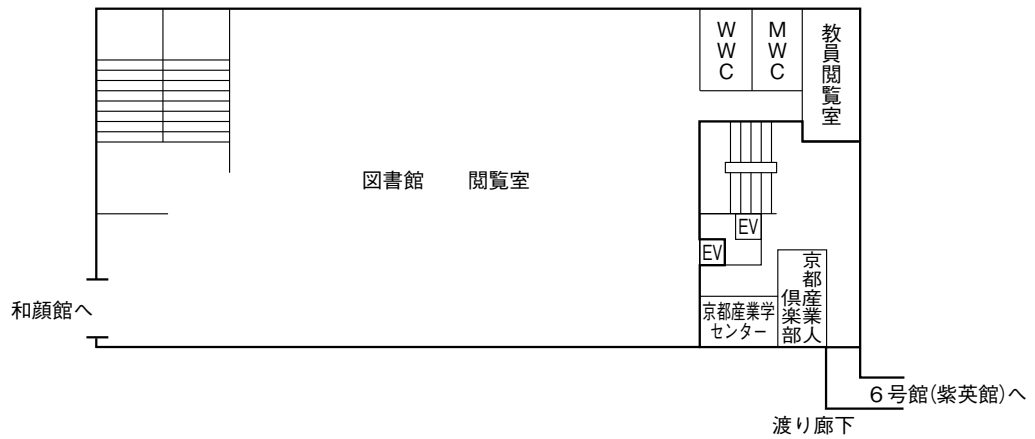 WWC
MWC
教員閲覧室
図書館 閲覧室
EV
EV
和顔館へ
京都産業学
センター
京都産業人
倶楽部
6号館(紫英館)へ
渡り廊下